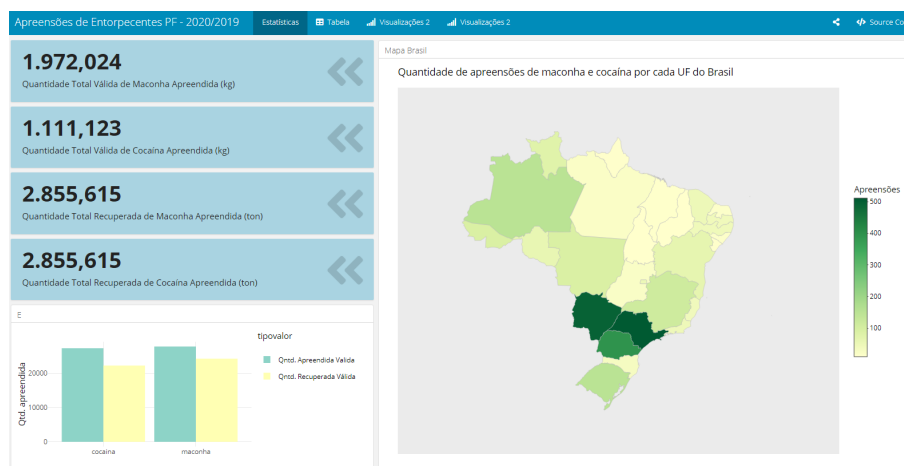 Apreensões de Entorpecentes PF - 2020/2019
Estatísticas
Tabela
Visualizações 2
Visualizações 2
Source Co
1.972,024
Quantidade Total Válida de Maconha Apreendida (kg)
1.111,123
Quantidade Total Válida de Cocaína Apreendida (kg)
2.855,615
Quantidade Total Recuperada de Maconha Apreendida (ton)
2.855,615
Quantidade Total Recuperada de Cocaína Apreendida (ton)
E
tipovalor
Qntd. Apreendida Valida
Qntd. Recuperada Válida
Qtd. apreendida
20000
10000
0
cocaina
maconha
Mapa Brasil
Quantidade de apreensões de maconha e cocaína por cada UF do Brasil
Apreensões
500
400
300
200
100